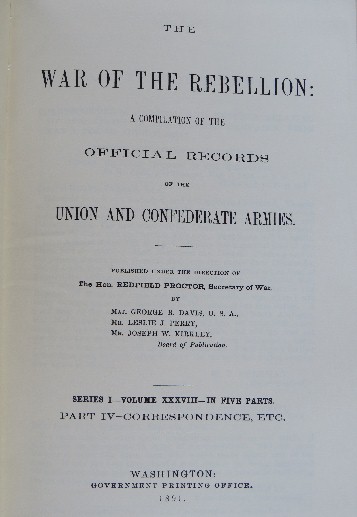 THE
WAR OF THE REBELLION:
A COMPILATION OF THE
OFFICIAL RECORDS
OF THE
UNION AND CONFEDERATE ARMIES.
PUBLISHED UNDER THE DIRECTION OF
The Hon. REDFIELD PROCTOR, Secretary of War.
BY
MAJ. GEORGE B. DAVIS, U. S. A.,
MR. LESLIE J. PERRY,
MR. JOSEPH W. KIRKLEY,
Board of Publication.
SERIES I—VOLUME XXXVIII—IN FIVE PARTS.
PART IV—CORRESPONDENCE, ETC.
WASHINGTON:
GOVERNMENT PRINTING OFFICE.
1891.